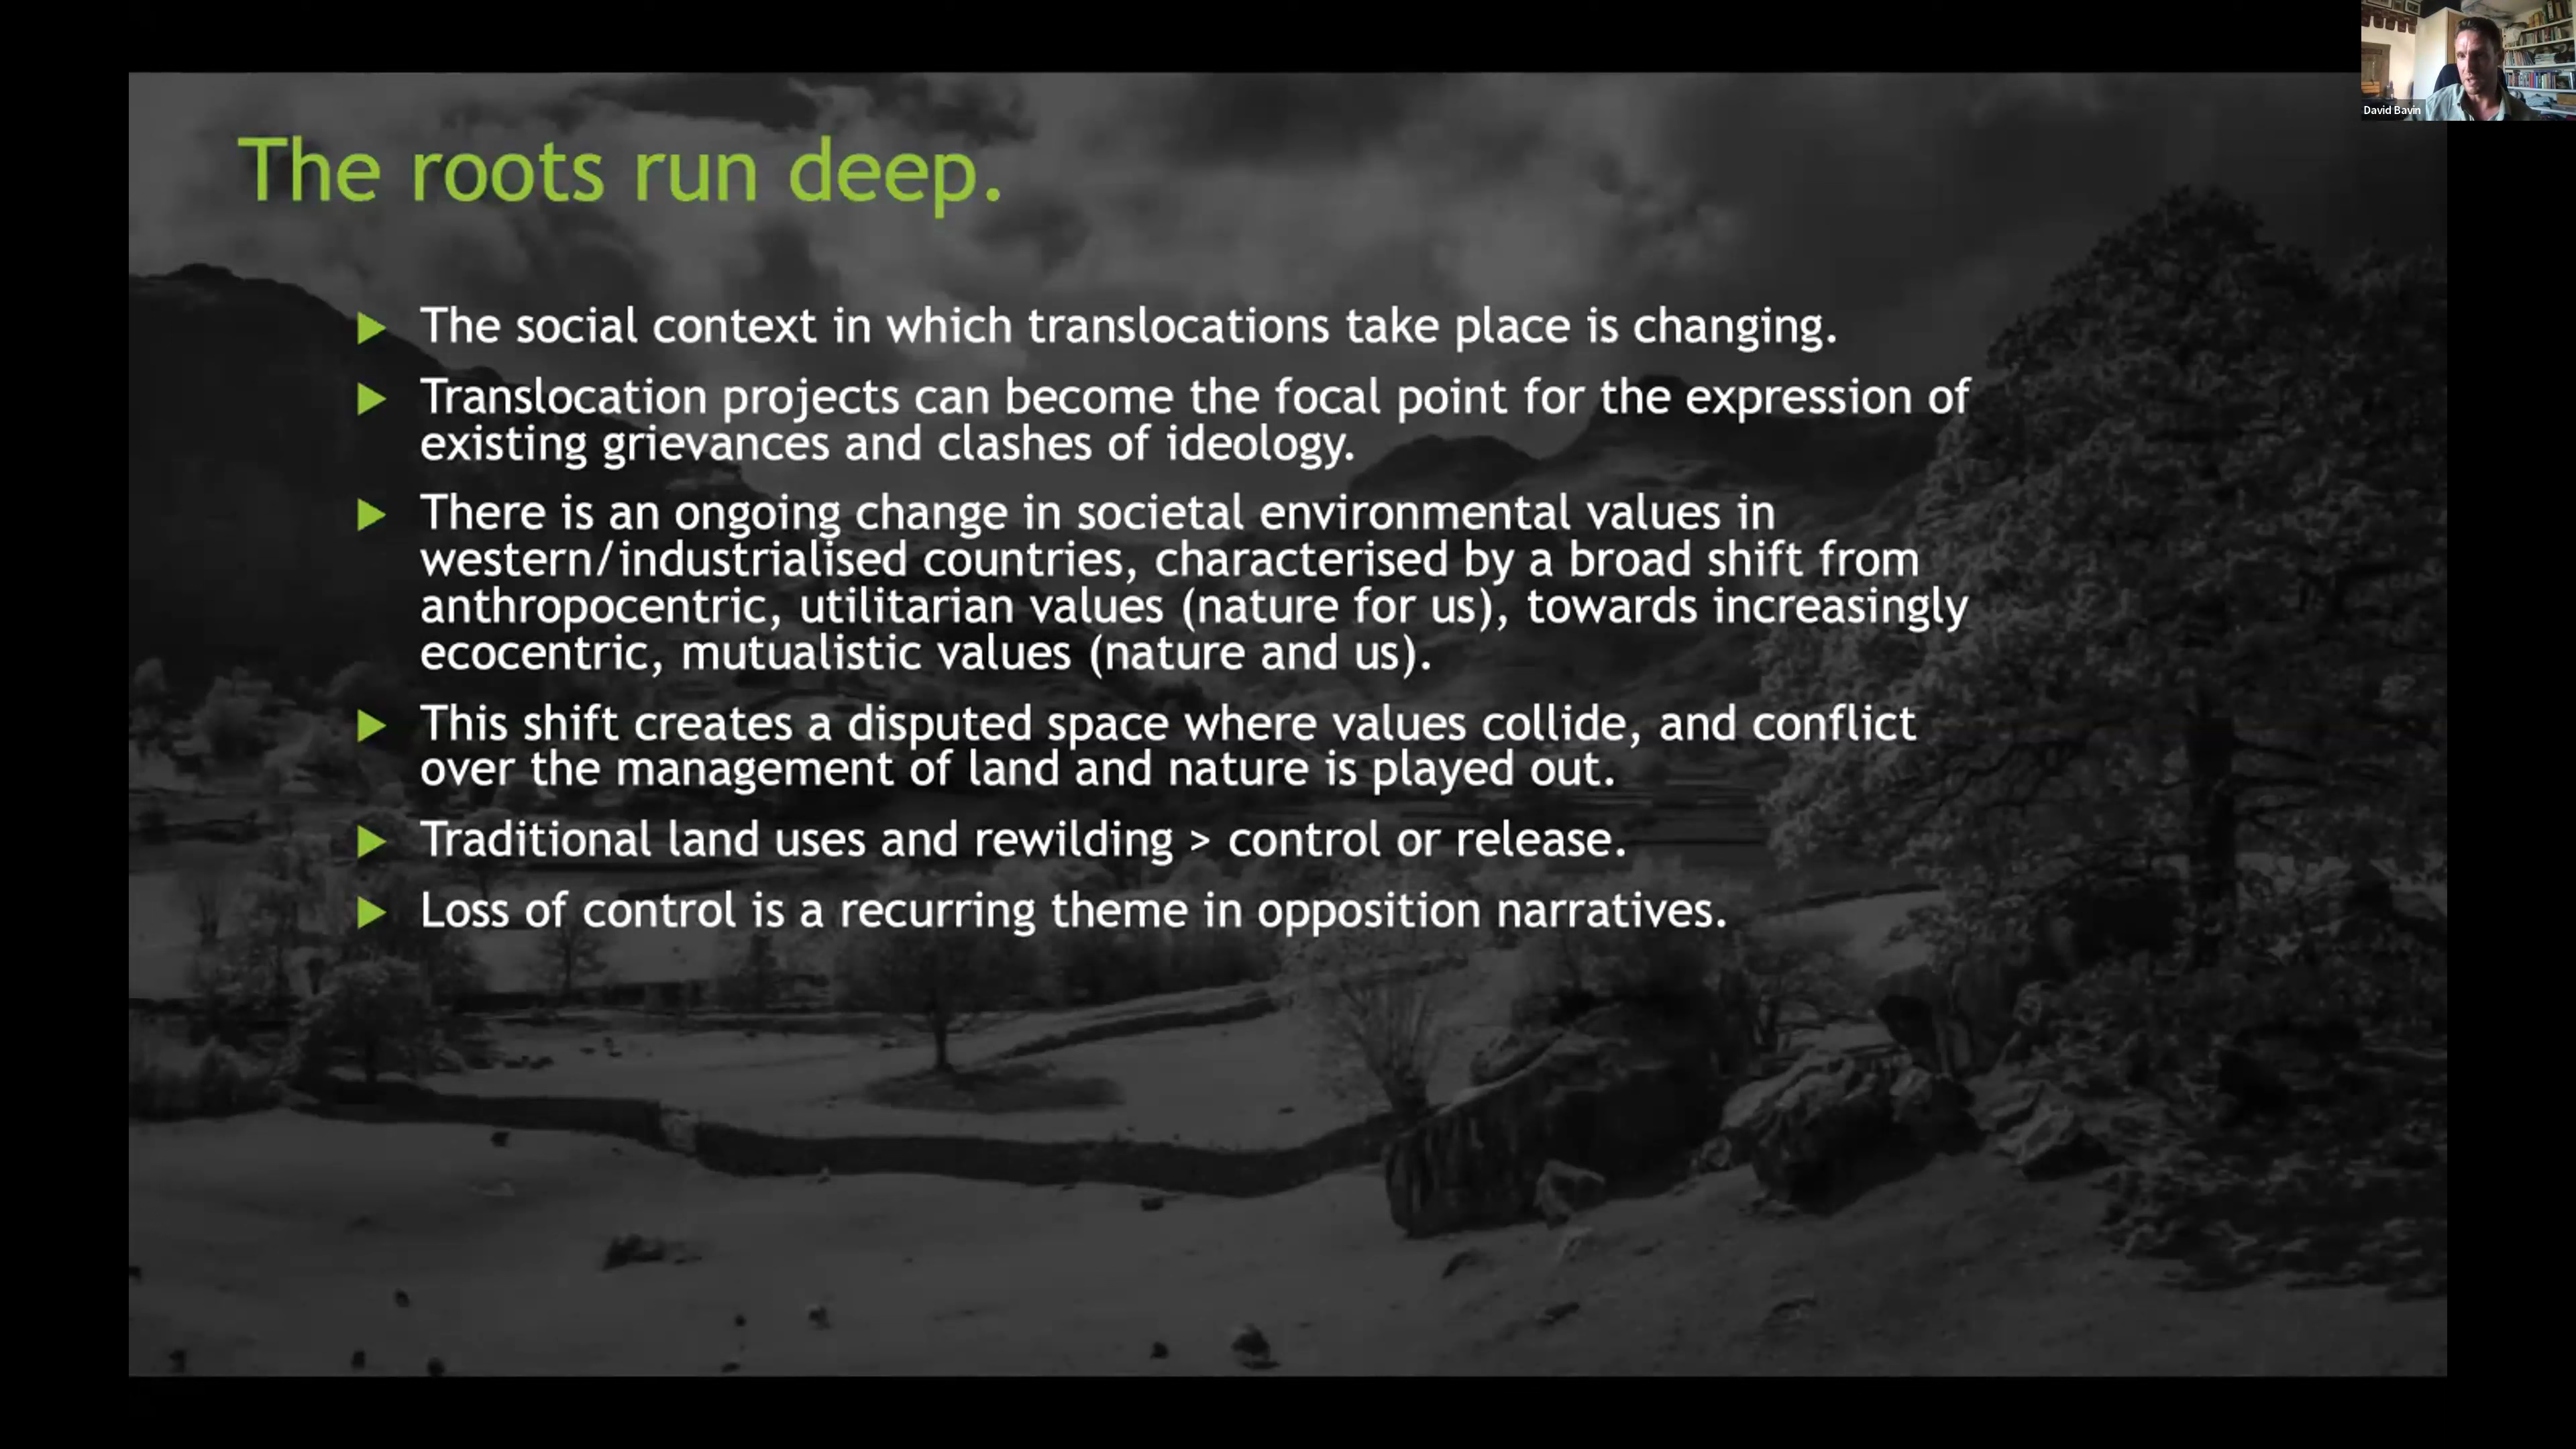 David Bavin
The roots run deep.
The social context in which translocations take place is changing.
Translocation projects can become the focal point for the expression of
existing grievances and clashes of ideology.
There is an ongoing change in societal environmental values in
western/industrialised countries, characterised by a broad shift from
anthropocentric, utilitarian values (nature for us), towards increasingly
ecocentric, mutualistic values (nature and us).
This shift creates a disputed space where values collide, and conflict
over the management of land and nature is played out.
Traditional land uses and rewilding > control or release.
Loss of control is a recurring theme in opposition narratives.